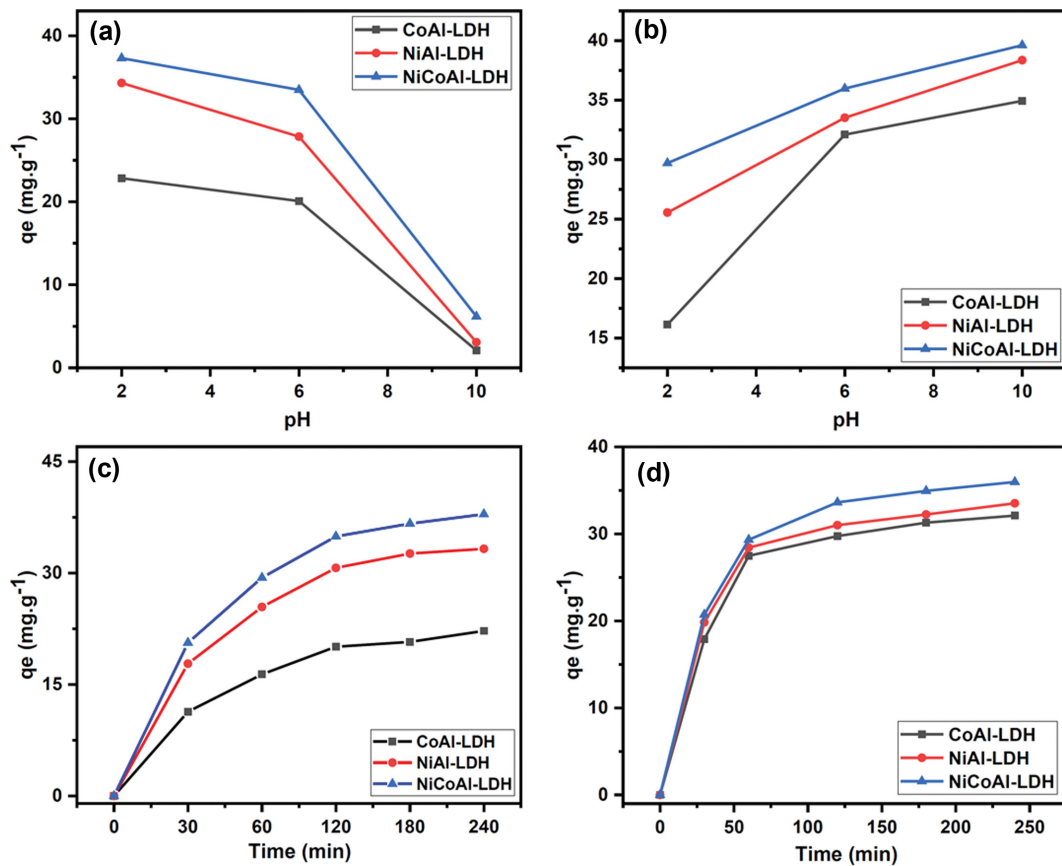 (a)
CoAl-LDH
NiAl-LDH
NiCoAl-LDH
40
30
20
10
0
qe (mg.g⁻¹)
2 4 6 8 10
pH
(b)
40
35
30
25
20
15
qe (mg.g⁻¹)
CoAl-LDH
NiAl-LDH
NiCoAl-LDH
2 4 6 8 10
pH
(c)
45
30
15
0
qe (mg.g⁻¹)
CoAl-LDH
NiAl-LDH
NiCoAl-LDH
0 30 60 120 180 240
Time (min)
(d)
40
30
20
10
0
qe (mg.g⁻¹)
CoAl-LDH
NiAl-LDH
NiCoAl-LDH
0 50 100 150 200 250
Time (min)